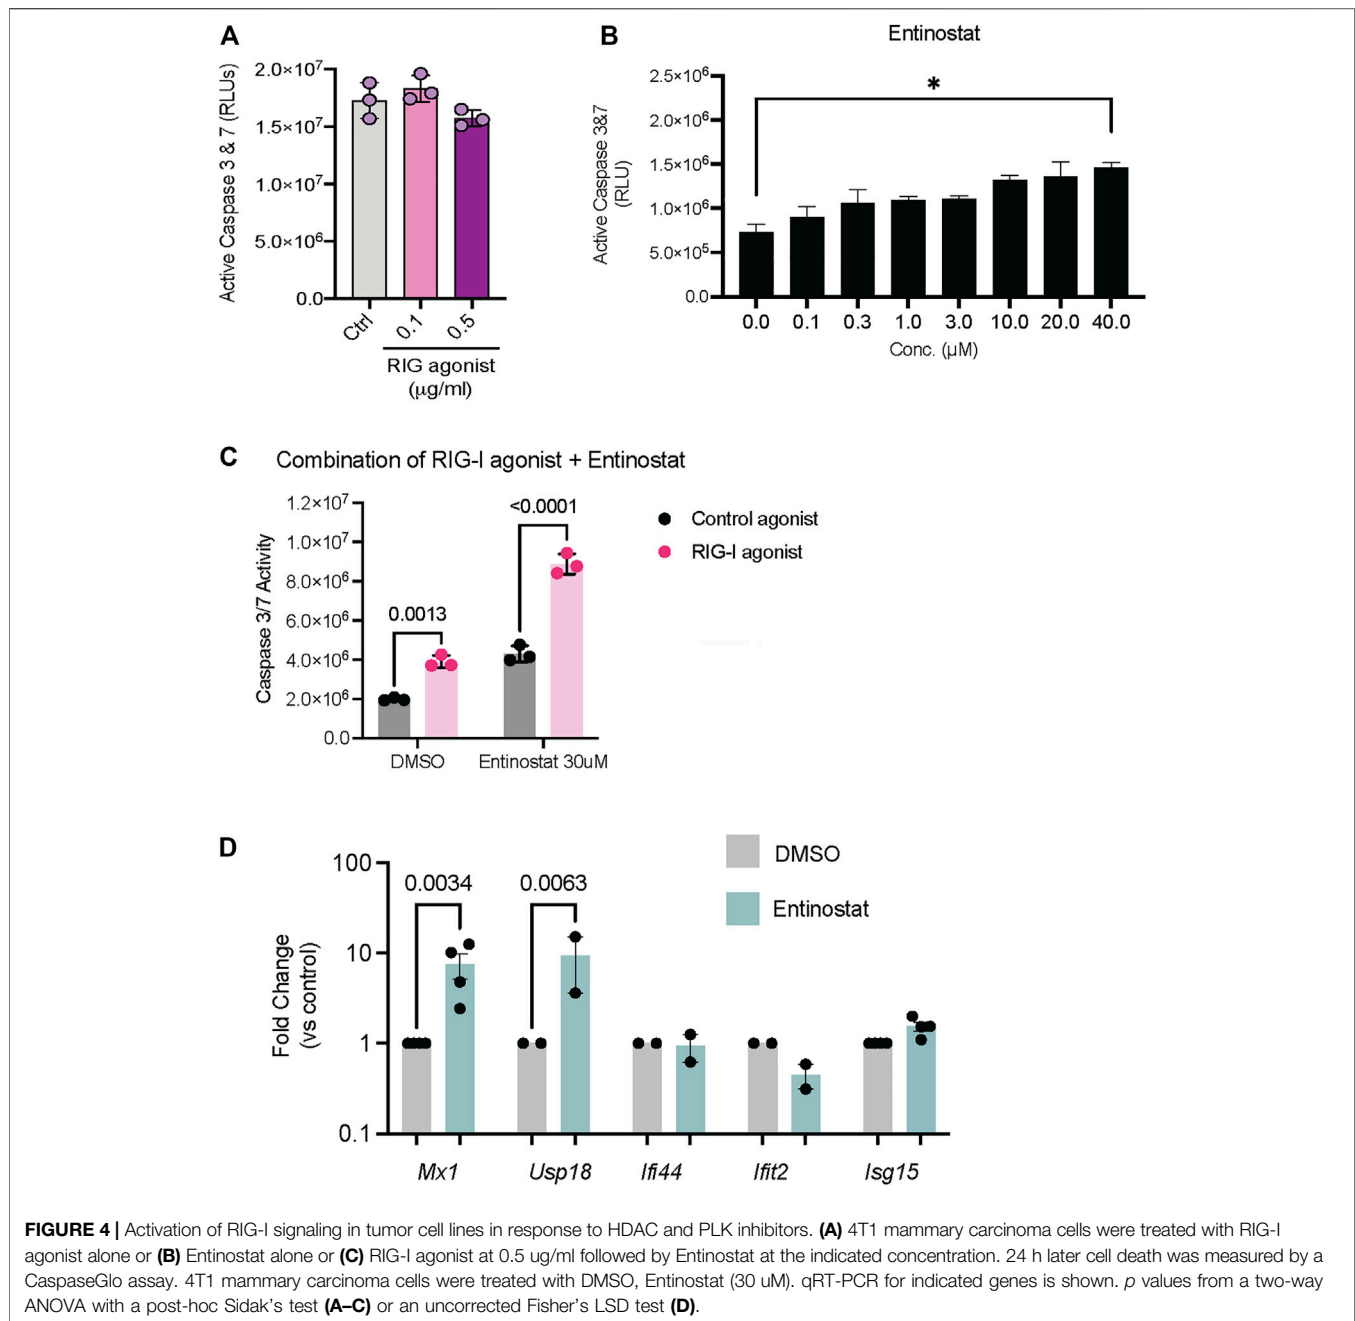 A
Active Caspase 3 & 7 (RLUs)
2.0×10⁷
1.5×10⁷
1.0×10⁷
5.0×10⁶
0.0
Ctrl
0.1
0.5
RIG agonist
(µg/ml)
B
Entinostat
Active Caspase 3&7
(RLU)
2.5×10⁶
2.0×10⁶
1.5×10⁶
1.0×10⁶
5.0×10⁵
0.0
*
0.0 0.1 0.3 1.0 3.0 10.0 20.0 40.0
Conc. (µM)
C
Combination of RIG-I agonist + Entinostat
Caspase 3/7 Activity
1.2×10⁷
1.0×10⁷
8.0×10⁶
6.0×10⁶
4.0×10⁶
2.0×10⁶
0.0
0.0013
<0.0001
DMSO
Entinostat 30uM
Control agonist
RIG-I agonist
D
Fold Change
(vs control)
100
10
1
0.1
0.0034
0.0063
DMSO
Entinostat
Mx1 Usp18 Ifi44 Ifit2 Isg15
FIGURE 4 | Activation of RIG-I signaling in tumor cell lines in response to HDAC and PLK inhibitors. (A) 4T1 mammary carcinoma cells were treated with RIG-I
agonist alone or (B) Entinostat alone or (C) RIG-I agonist at 0.5 ug/ml followed by Entinostat at the indicated concentration. 24 h later cell death was measured by a
CaspaseGlo assay. 4T1 mammary carcinoma cells were treated with DMSO, Entinostat (30 uM). qRT-PCR for indicated genes is shown. p values from a two-way
ANOVA with a post-hoc Sidak's test (A–C) or an uncorrected Fisher's LSD test (D).